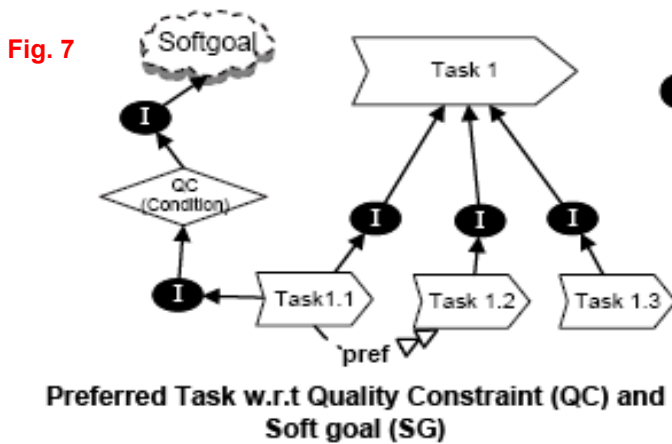 Fig. 7
Softgoal
Task 1
I
QC
(Condition)
I
I
I
I
Task1.1
Task 1.2
Task 1.3
pref
Preferred Task w.r.t Quality Constraint (QC) and
Soft goal (SG)